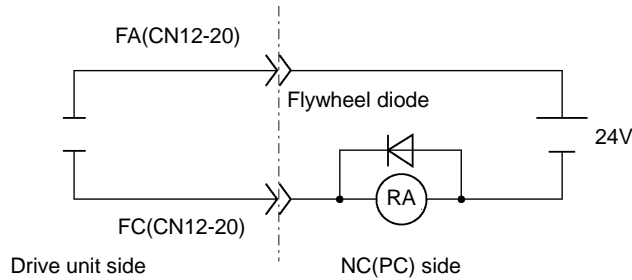 FA(CN12-20)
Flywheel diode
24V
RA
FC(CN12-20)
Drive unit side
NC(PC) side